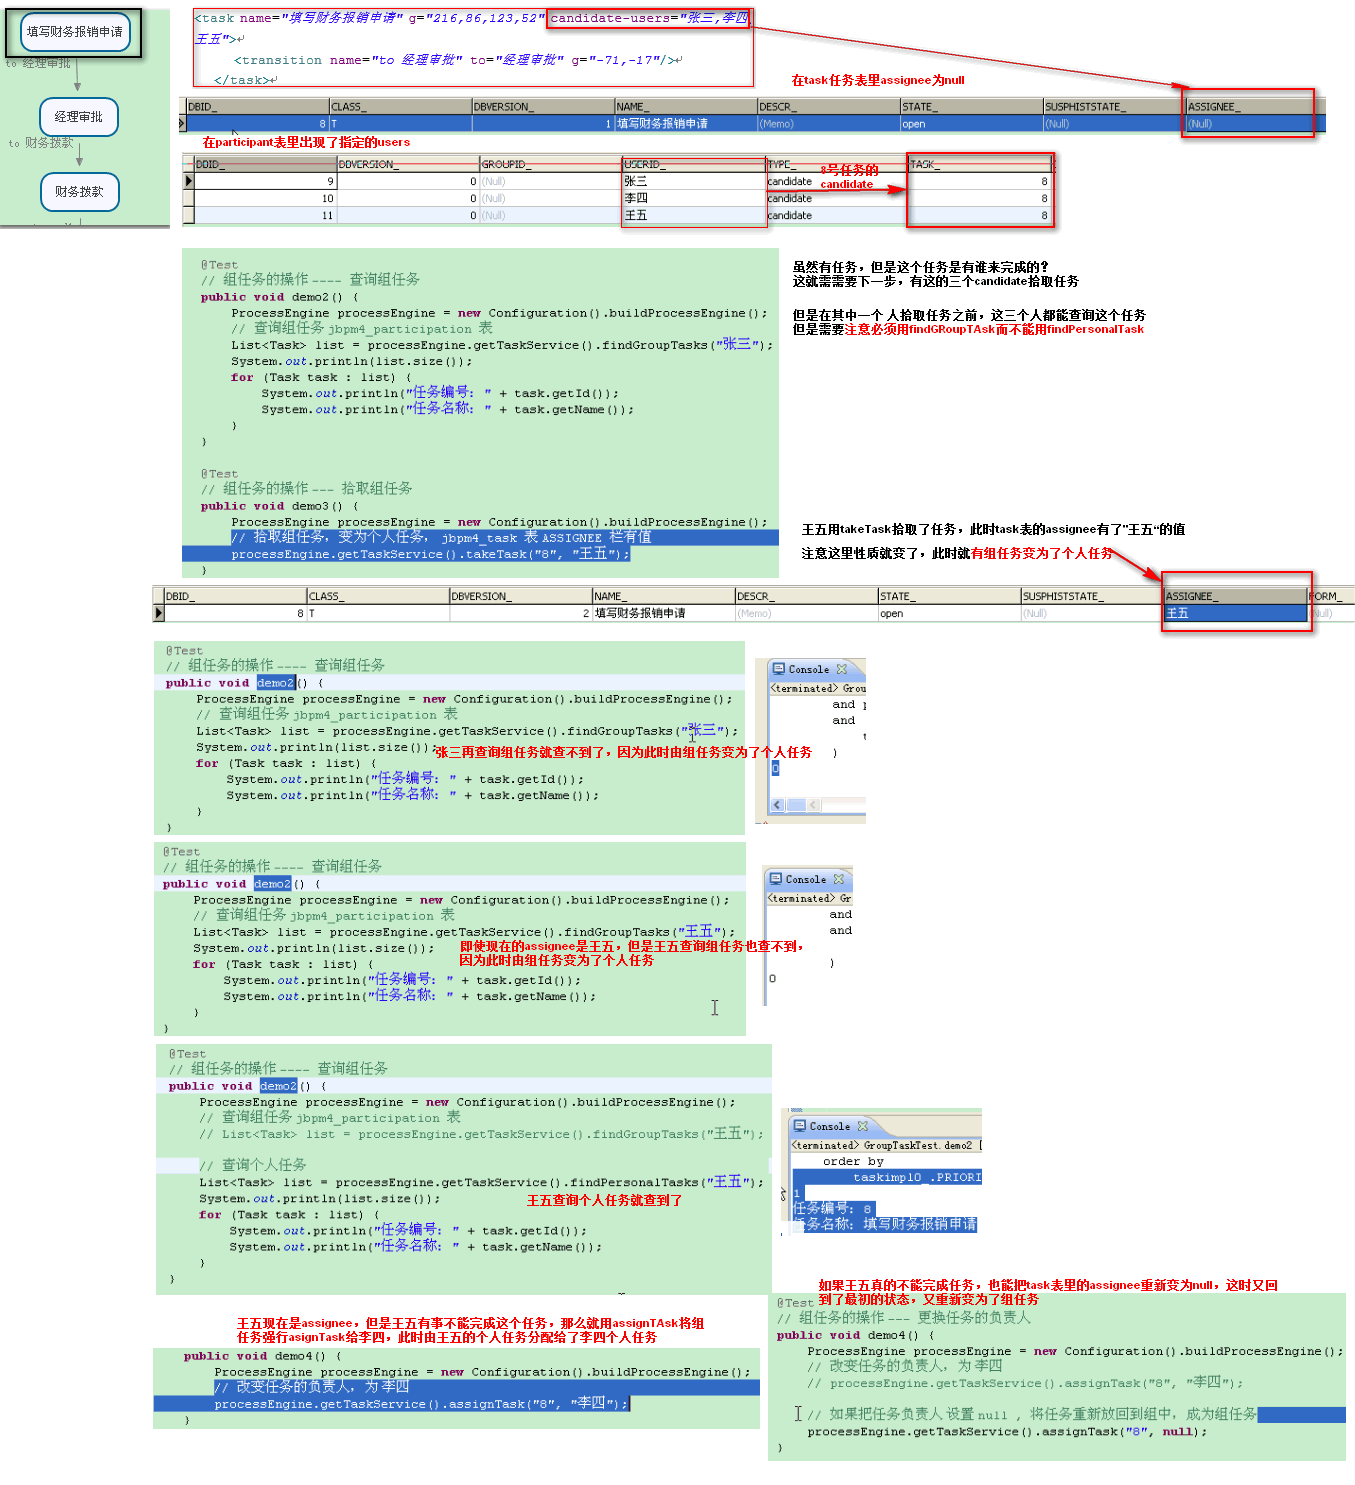 填写财务报销申请
to 经理审批
经理审批
to 财务拨款
财务拨款
<task name="填写财务报销申请" g="216,86,123,52" candidate-users="张三,李四,
王五">
<transition name="to 经理审批" to="经理审批" g="-71,-17"/>
</task>
在task任务表里assignee为null
DBID_ CLASS_ DBVERSION_ NAME_ DESCR_ STATE_ SUSPHISTSTATE_ ASSIGNEE_
8 T 1 填写财务报销申请 (Memo) open (Null) (Null)
在participant表里出现了指定的users
DBID_ DBVERSION_ GROUPID_ USERID_ TYPE_ TASK_
9 0 (Null) 张三 candidate 8
10 0 (Null) 李四 candidate 8
11 0 (Null) 王五 candidate 8
8号任务的
candidate
@Test
// 组任务的操作 ---- 查询组任务
public void demo2() {
ProcessEngine processEngine = new Configuration().buildProcessEngine();
// 查询组任务 jbpm4_participation 表
List<Task> list = processEngine.getTaskService().findGroupTasks("张三");
System.out.println(list.size());
for (Task task : list) {
System.out.println("任务编号: " + task.getId());
System.out.println("任务名称: " + task.getName());
}
}
虽然有任务，但是这个任务是有谁来完成的?
这就需需要下一步，有这的三个candidate拾取任务
但是在其中一个 人拾取任务之前，这三个人都能查询这个任务
但是需要注意必须用findGRoupTAsk而不能用findPersonalTask
@Test
// 组任务的操作 --- 拾取组任务
public void demo3() {
ProcessEngine processEngine = new Configuration().buildProcessEngine();
// 拾取组任务，变为个人任务， jbpm4_task 表 ASSIGNEE 栏有值
processEngine.getTaskService().takeTask("8", "王五");
}
王五用takeTask拾取了任务，此时task表的assignee有了"王五“的值
注意这里性质就变了，此时就有组任务变为了个人任务
DBID_ CLASS_ DBVERSION_ NAME_ DESCR_ STATE_ SUSPHISTSTATE_ ASSIGNEE_ FORM_
8 T 2 填写财务报销申请 (Memo) open (Null) 王五 (Null)
@Test
// 组任务的操作 ---- 查询组任务
public void demo2() {
ProcessEngine processEngine = new Configuration().buildProcessEngine();
// 查询组任务 jbpm4_participation 表
List<Task> list = processEngine.getTaskService().findGroupTasks("张三");
System.out.println(list.size());
张三再查询组任务就查不到了，因为此时由组任务变为了个人任务
for (Task task : list) {
System.out.println("任务编号: " + task.getId());
System.out.println("任务名称: " + task.getName());
}
}
Console
<terminated> Grou
and p
and
)
0
@Test
// 组任务的操作 ---- 查询组任务
public void demo2() {
ProcessEngine processEngine = new Configuration().buildProcessEngine();
// 查询组任务 jbpm4_participation 表
List<Task> list = processEngine.getTaskService().findGroupTasks("王五");
System.out.println(list.size());
即使现在的assignee是王五，但是王五查询组任务也查不到，
因为此时由组任务变为了个人任务
for (Task task : list) {
System.out.println("任务编号: " + task.getId());
System.out.println("任务名称: " + task.getName());
}
}
Console
<terminated> Gr
and
and
)
0
@Test
// 组任务的操作 ---- 查询组任务
public void demo2() {
ProcessEngine processEngine = new Configuration().buildProcessEngine();
// 查询组任务 jbpm4_participation 表
// List<Task> list = processEngine.getTaskService().findGroupTasks("王五");
// 查询个人任务
List<Task> list = processEngine.getTaskService().findPersonalTasks("王五");
System.out.println(list.size());
王五查询个人任务就查到了
for (Task task : list) {
System.out.println("任务编号: " + task.getId());
System.out.println("任务名称: " + task.getName());
}
}
Console
<terminated> GroupTaskTest.demo2 [
order by
taskimpl0_.PRIORI
1
任务编号: 8
任务名称: 填写财务报销申请
如果王五真的不能完成任务，也能把task表里的assignee重新变为null，这时又回
到了最初的状态，又重新变为了组任务
王五现在是assignee，但是王五有事不能完成这个任务，那么就用assignTAsk将组
任务强行asignTask给李四，此时由王五的个人任务分配给了李四个人任务
public void demo4() {
ProcessEngine processEngine = new Configuration().buildProcessEngine();
// 改变任务的负责人，为 李四
processEngine.getTaskService().assignTask("8", "李四");
}
@Test
// 组任务的操作 --- 更换任务的负责人
public void demo4() {
ProcessEngine processEngine = new Configuration().buildProcessEngine();
// 改变任务的负责人，为 李四
// processEngine.getTaskService().assignTask("8", "李四");
// 如果把任务负责人 设置 null ，将任务重新放回到组中，成为组任务
processEngine.getTaskService().assignTask("8", null);
}